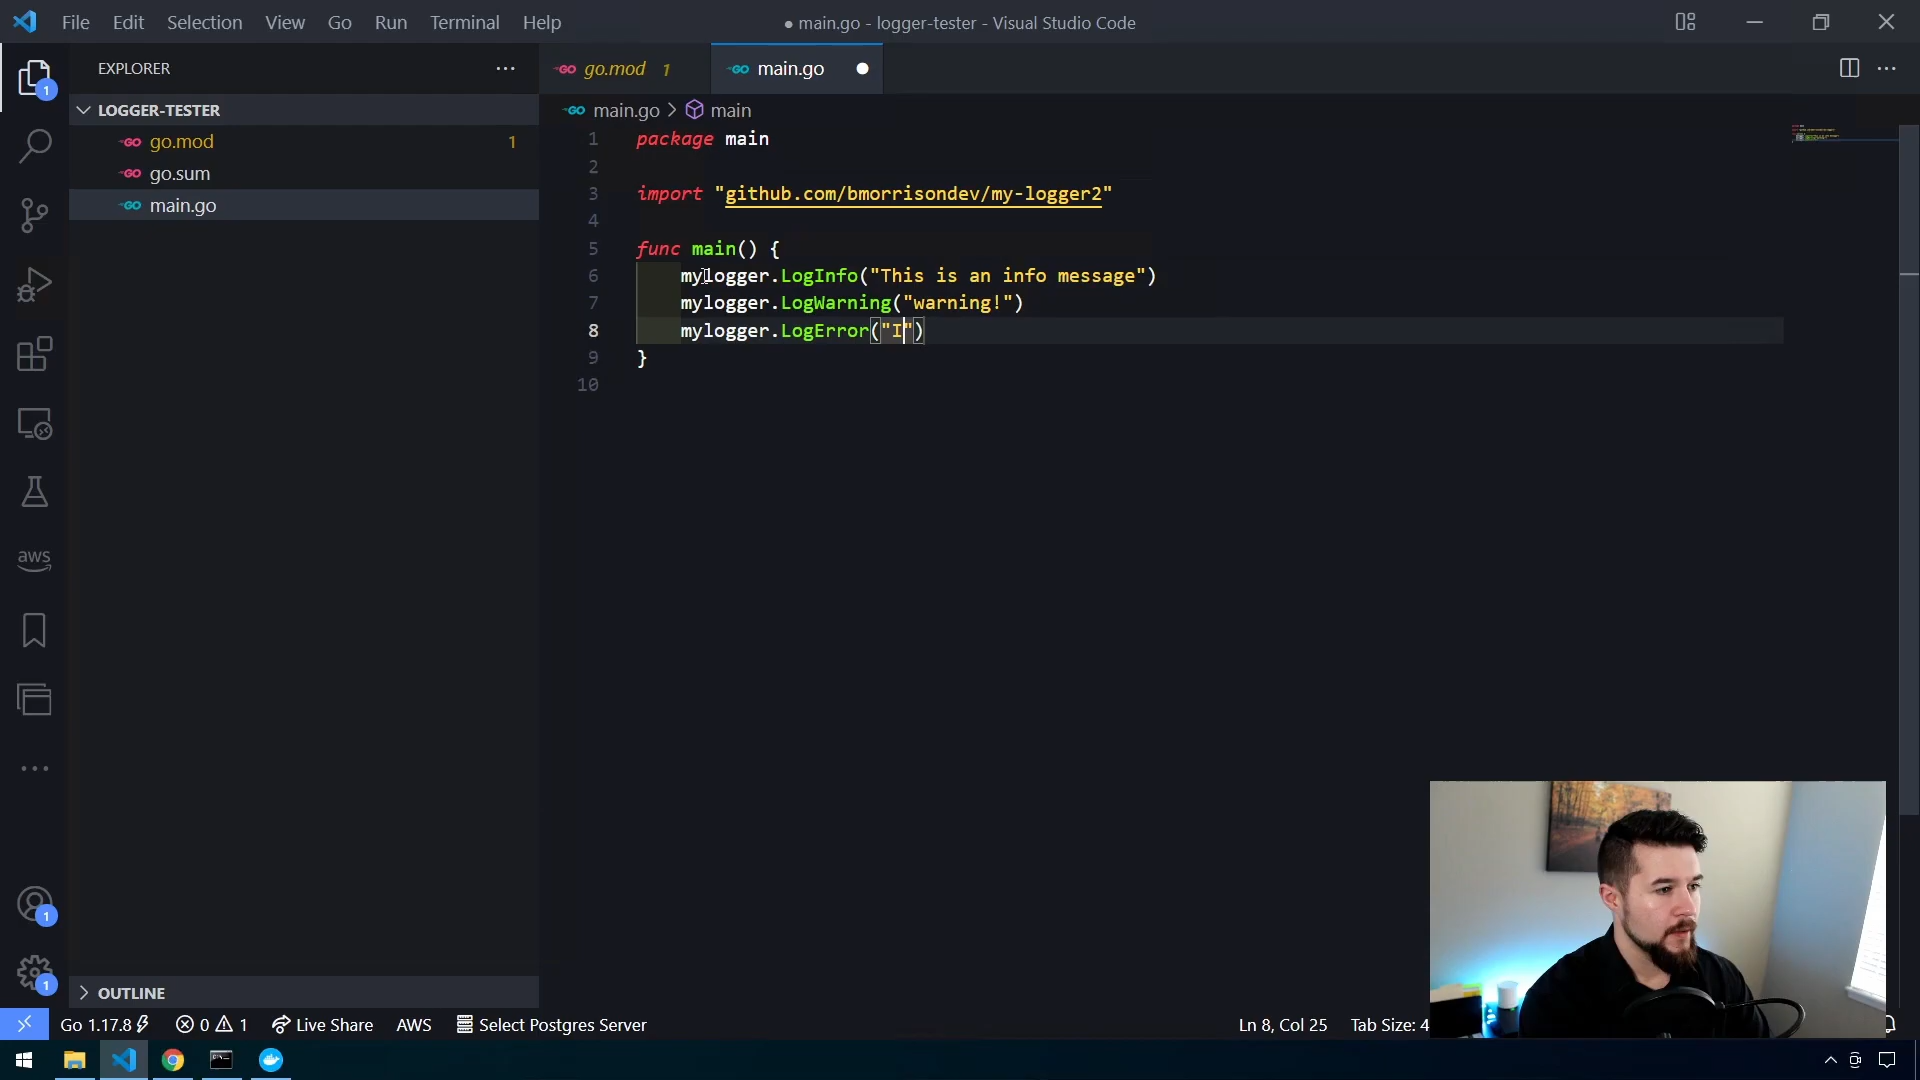 File Edit Selection View Go Run Terminal Help
● main.go - logger-tester - Visual Studio Code
EXPLORER
LOGGER-TESTER
go.mod 1
go.sum
main.go
OUTLINE
go.mod 1
main.go
main.go > main
1 package main
2
3 import "github.com/bmorrisondev/my-logger2"
4
5 func main() {
6 mylogger.LogInfo("This is an info message")
7 mylogger.LogWarning("warning!")
8 mylogger.LogError("I")
9 }
10
1
aws
1
1
Go 1.17.8 0 1 Live Share AWS Select Postgres Server
Ln 8, Col 25 Tab Size: 4